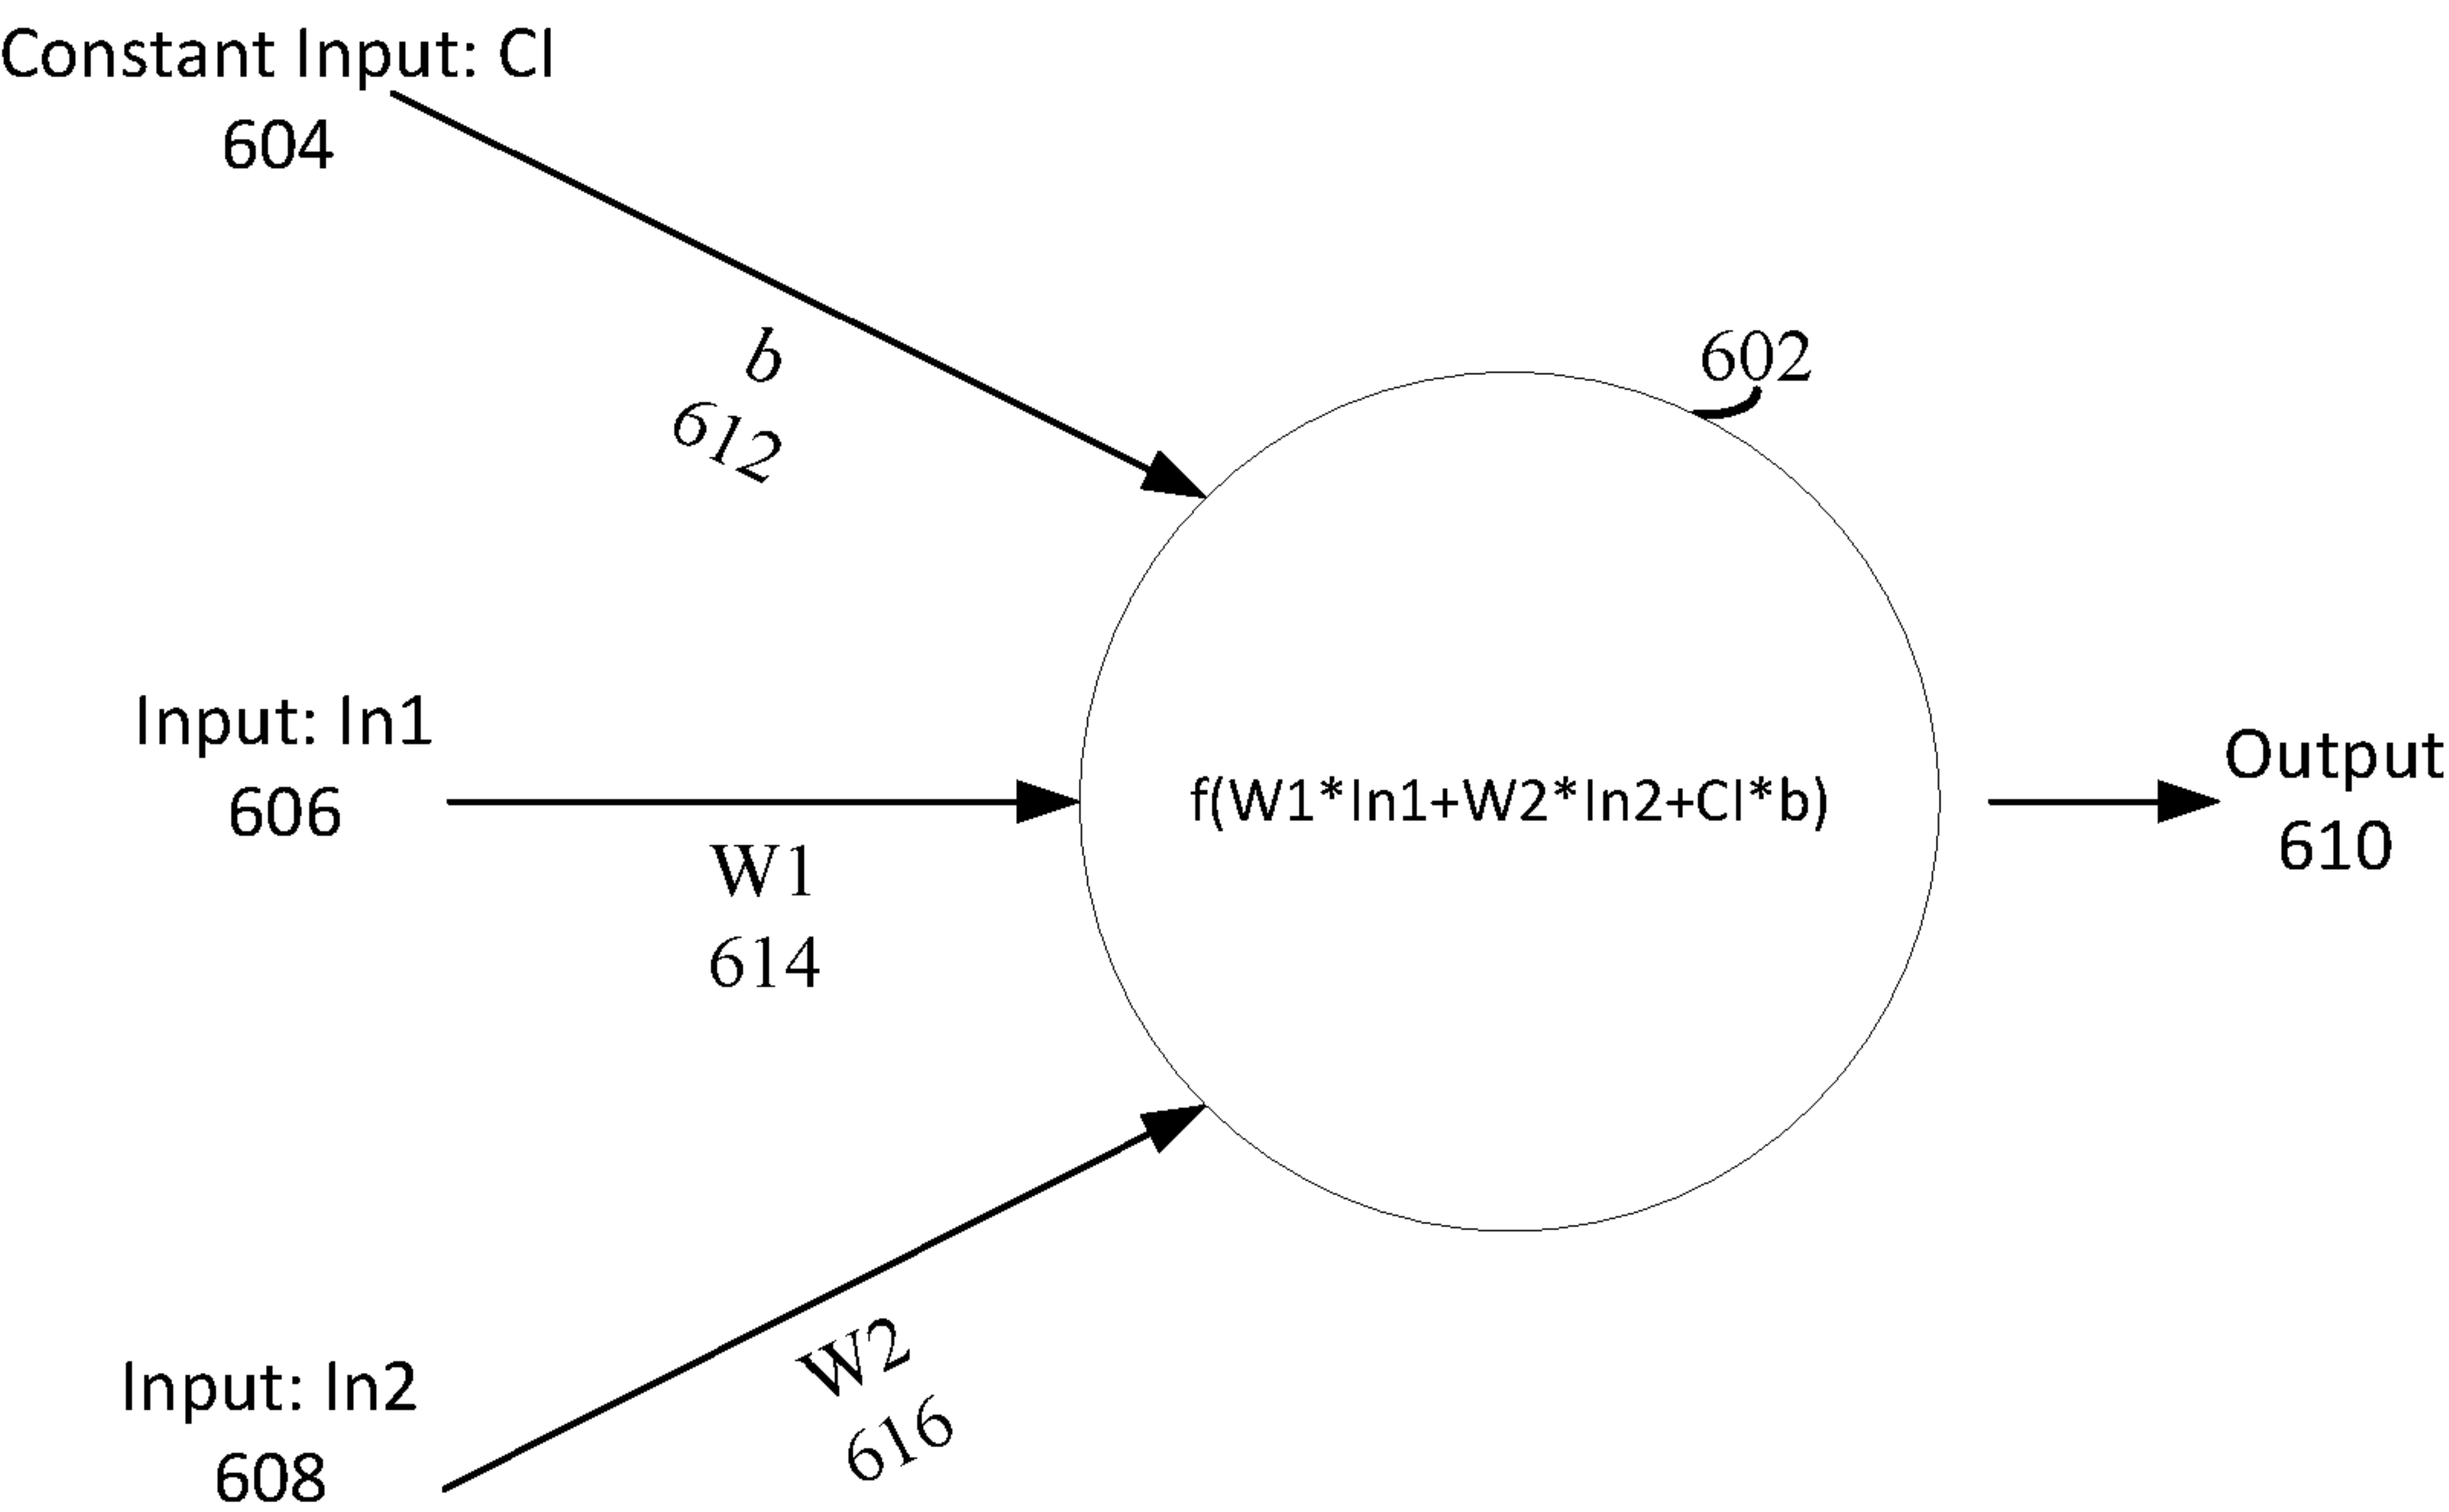 Constant Input: CI
604
b
612
602
Input: In1
606
W1
614
f(W1*In1+W2*In2+CI*b)
Output
610
W2
616
Input: In2
608